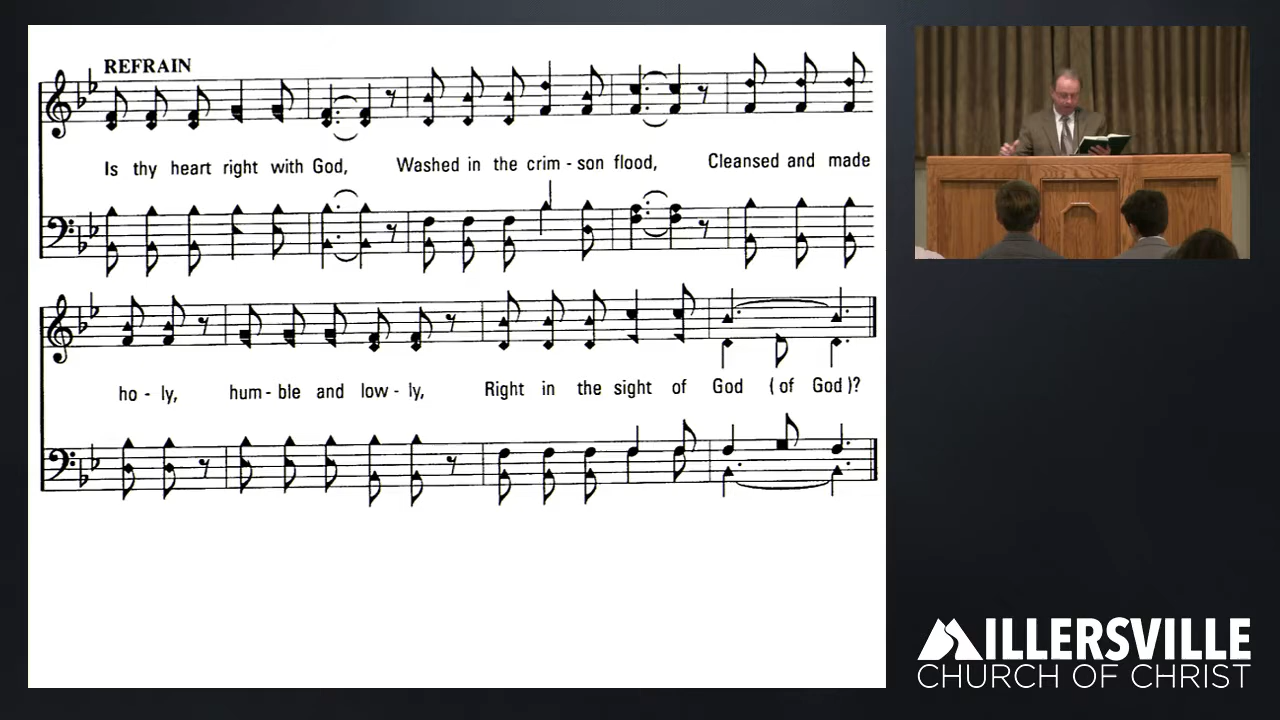 REFRAIN
Is thy heart right with God, Washed in the crim - son flood, Cleansed and made
ho - ly, hum - ble and low - ly, Right in the sight of God (of God)?
MILLERSVILLE
CHURCH OF CHRIST